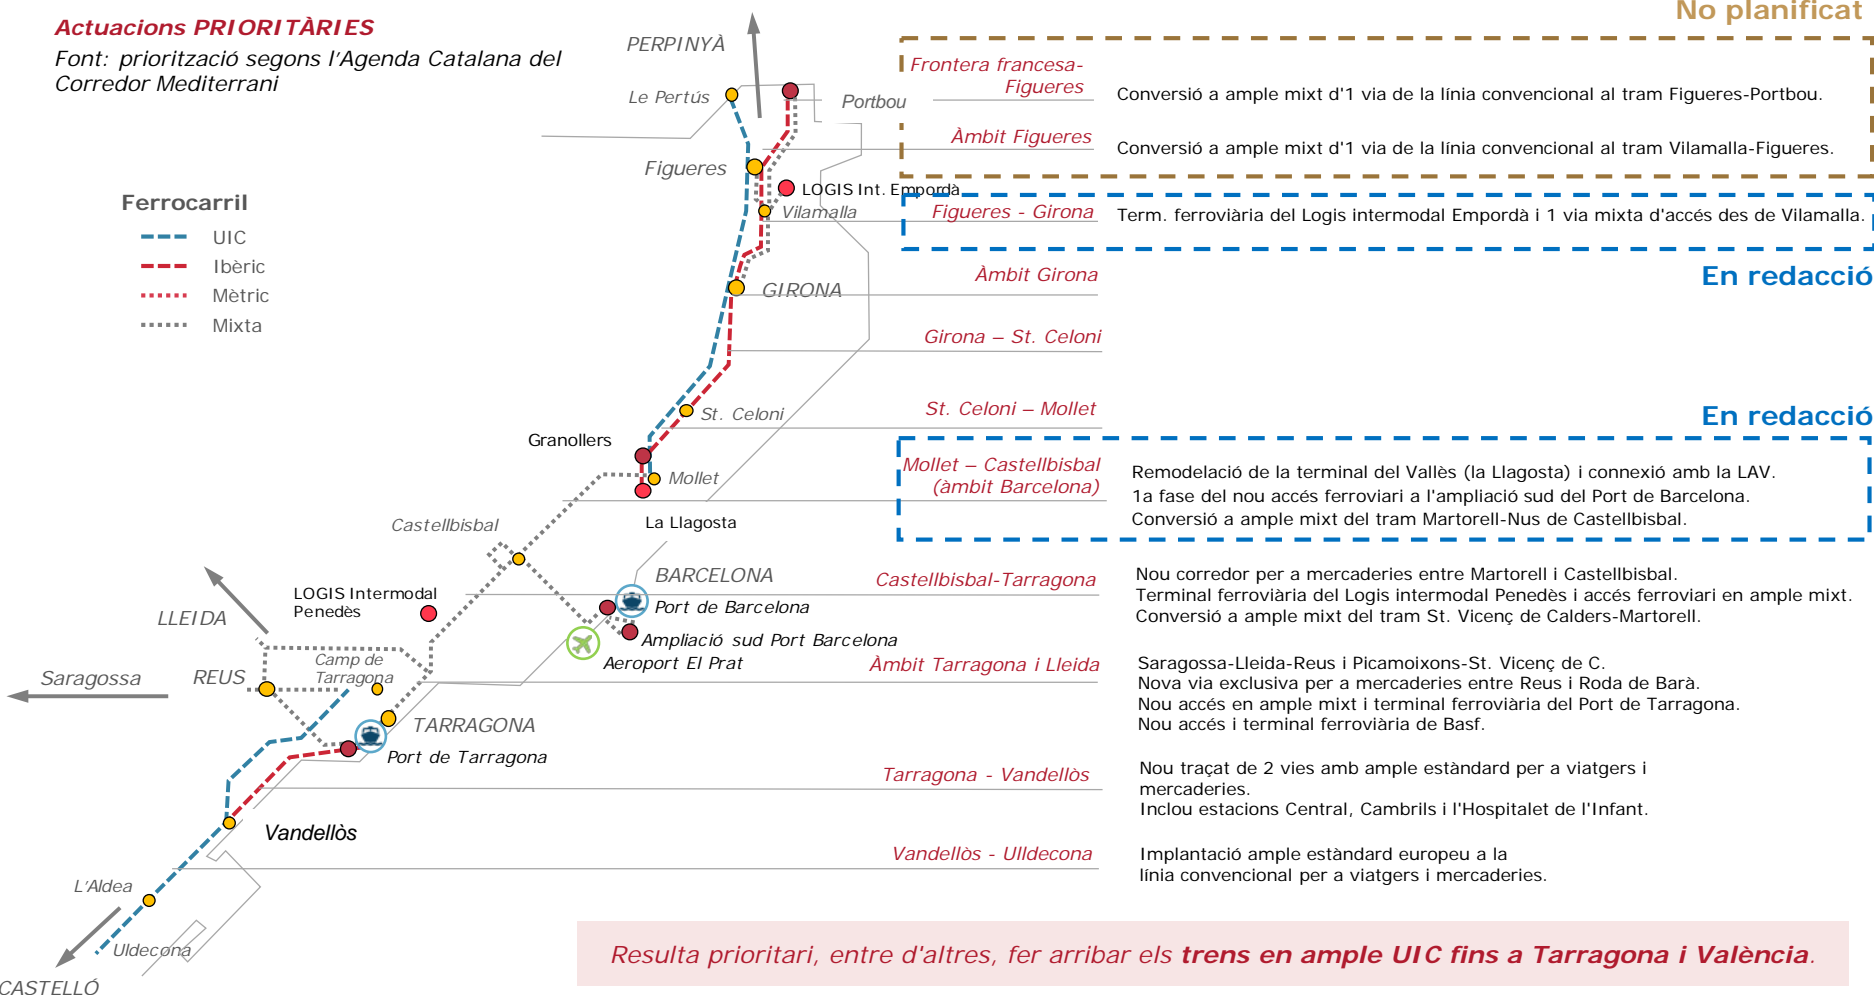 Actuacions PRIORITÀRIES
Font: priorització segons l'Agenda Catalana del
Corredor Mediterrani
No planificat
PERPINYÀ
Le Pertús
Portbou
Figueres
LOGIS Int. Empordà
Vilamalla
GIRONA
St. Celoni
Granollers
Mollet
La Llagosta
Castellbisbal
BARCELONA
Port de Barcelona
Ampliació sud Port Barcelona
Aeroport El Prat
LOGIS Intermodal
Penedès
LLEIDA
Saragossa
REUS
Camp de
Tarragona
TARRAGONA
Port de Tarragona
Vandellòs
L'Aldea
Uldecona
CASTELLÓ
Ferrocarril
UIC
Ibèric
Mètric
Mixta
Frontera francesa-
Figueres
Conversió a ample mixt d'1 via de la línia convencional al tram Figueres-Portbou.
Àmbit Figueres
Conversió a ample mixt d'1 via de la línia convencional al tram Vilamalla-Figueres.
Figueres - Girona
Term. ferroviària del Logis intermodal Empordà i 1 via mixta d'accés des de Vilamalla.
En redacció
Àmbit Girona
Girona – St. Celoni
St. Celoni – Mollet
En redacció
Mollet – Castellbisbal
(àmbit Barcelona)
Remodelació de la terminal del Vallès (la Llagosta) i connexió amb la LAV.
1a fase del nou accés ferroviari a l'ampliació sud del Port de Barcelona.
Conversió a ample mixt del tram Martorell-Nus de Castellbisbal.
Castellbisbal-Tarragona
Nou corredor per a mercaderies entre Martorell i Castellbisbal.
Terminal ferroviària del Logis intermodal Penedès i accés ferroviari en ample mixt.
Conversió a ample mixt del tram St. Vicenç de Calders-Martorell.
Àmbit Tarragona i Lleida
Saragossa-Lleida-Reus i Picamoixons-St. Vicenç de C.
Nova via exclusiva per a mercaderies entre Reus i Roda de Barà.
Nou accés en ample mixt i terminal ferroviària del Port de Tarragona.
Nou accés i terminal ferroviària de Basf.
Tarragona - Vandellòs
Nou traçat de 2 vies amb ample estàndard per a viatgers i
mercaderies.
Inclou estacions Central, Cambrils i l'Hospitalet de l'Infant.
Vandellòs - Ulldecona
Implantació ample estàndard europeu a la
línia convencional per a viatgers i mercaderies.
Resulta prioritari, entre d'altres, fer arribar els trens en ample UIC fins a Tarragona i València.